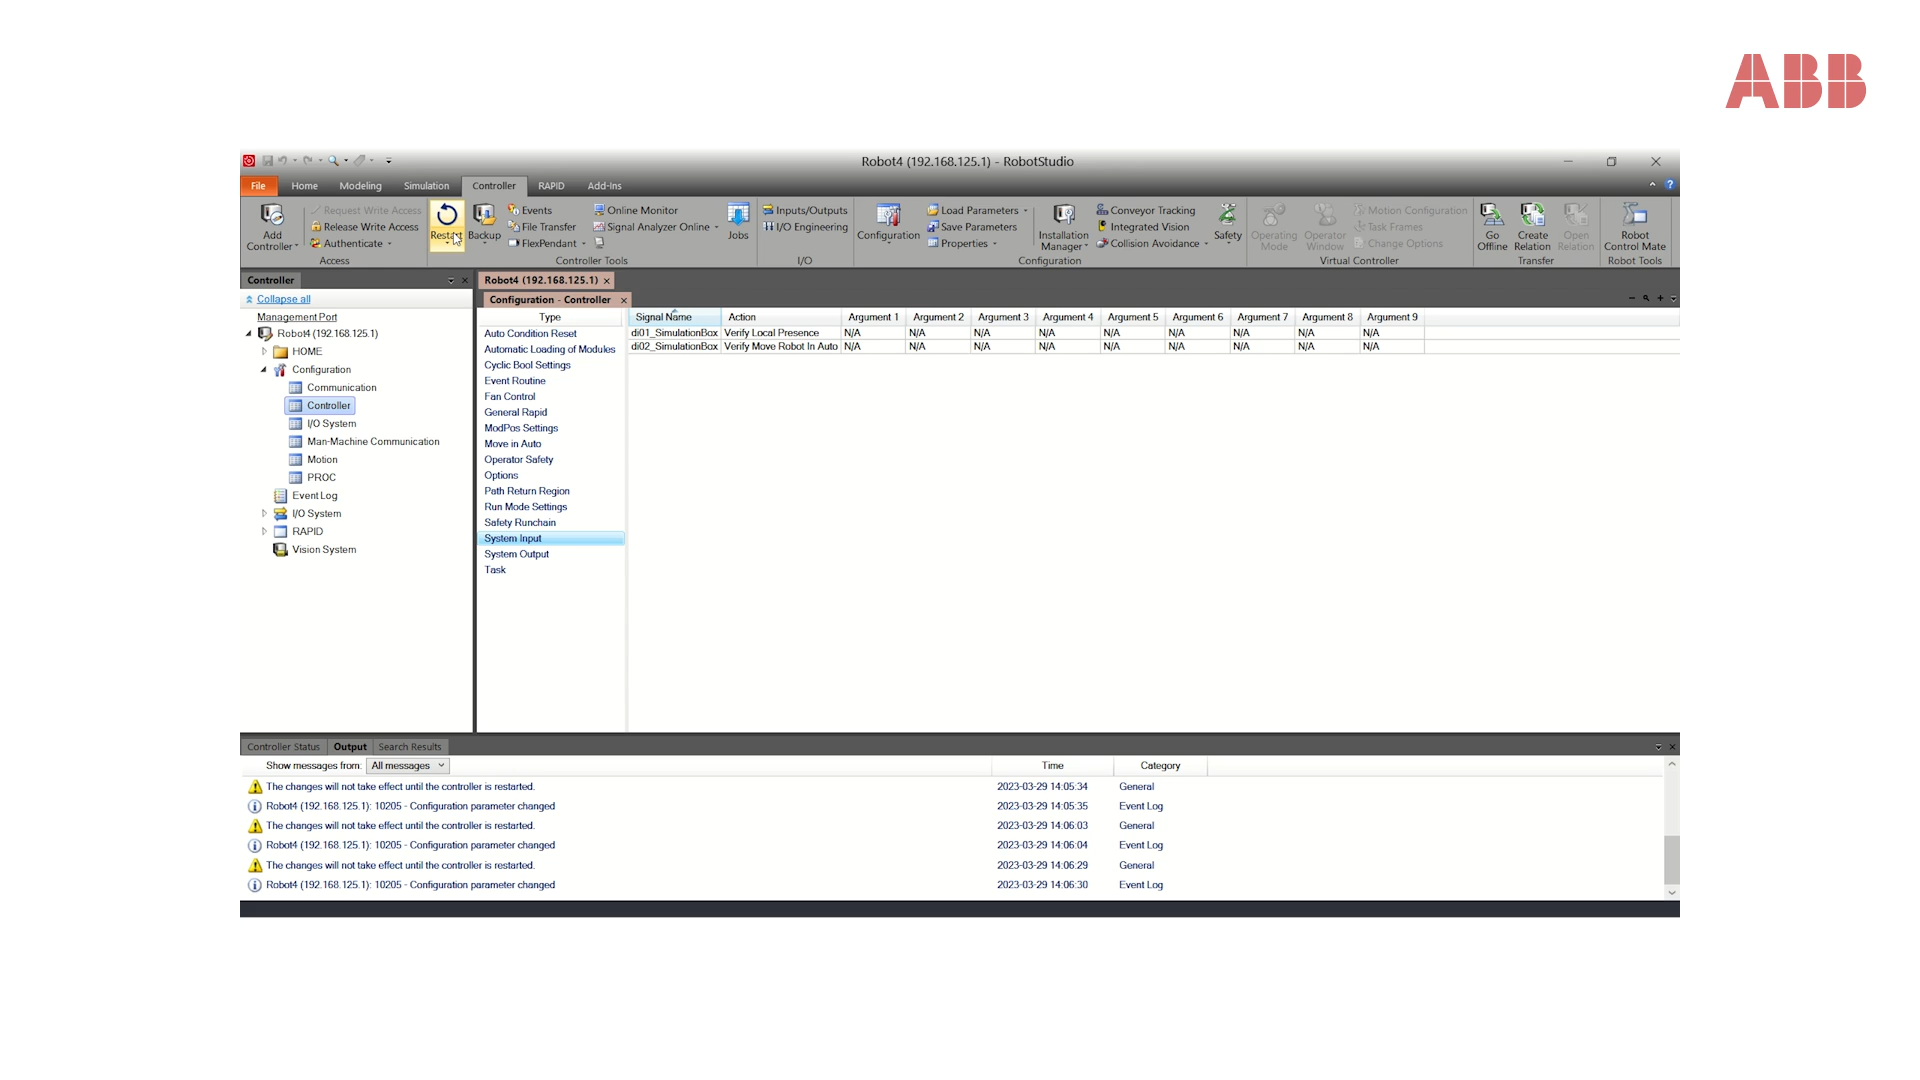 ABB
Robot4 (192.168.125.1) - RobotStudio
File Home Modeling Simulation Controller RAPID Add-Ins
Add Controller
Request Write Access
Release Write Access
Authenticate
Access
Restart
Backup
Events
File Transfer
FlexPendant
Online Monitor
Signal Analyzer Online
Jobs
Controller Tools
Inputs/Outputs
I/O Engineering
I/O
Configuration
Load Parameters
Save Parameters
Properties
Installation Manager
Conveyor Tracking
Integrated Vision
Collision Avoidance
Safety
Configuration
Operating Mode
Operator Window
Motion Configuration
Task Frames
Change Options
Virtual Controller
Go Offline
Create Relation
Open Relation
Transfer
Robot Control Mate
Robot Tools
Controller
Collapse all
Management Port
Robot4 (192.168.125.1)
HOME
Configuration
Communication
Controller
I/O System
Man-Machine Communication
Motion
PROC
Event Log
I/O System
RAPID
Vision System
Robot4 (192.168.125.1)
Configuration - Controller
Type
Auto Condition Reset
Automatic Loading of Modules
Cyclic Bool Settings
Event Routine
Fan Control
General Rapid
ModPos Settings
Move in Auto
Operator Safety
Options
Path Return Region
Run Mode Settings
Safety Runchain
System Input
System Output
Task
Signal Name Action Argument 1 Argument 2 Argument 3 Argument 4 Argument 5 Argument 6 Argument 7 Argument 8 Argument 9
di01_SimulationBox Verify Local Presence N/A N/A N/A N/A N/A N/A N/A N/A N/A
di02_SimulationBox Verify Move Robot In Auto N/A N/A N/A N/A N/A N/A N/A N/A N/A
Controller Status Output Search Results
Show messages from: All messages Time Category
The changes will not take effect until the controller is restarted. 2023-03-29 14:05:34 General
Robot4 (192.168.125.1): 10205 - Configuration parameter changed 2023-03-29 14:05:35 Event Log
The changes will not take effect until the controller is restarted. 2023-03-29 14:06:03 General
Robot4 (192.168.125.1): 10205 - Configuration parameter changed 2023-03-29 14:06:04 Event Log
The changes will not take effect until the controller is restarted. 2023-03-29 14:06:29 General
Robot4 (192.168.125.1): 10205 - Configuration parameter changed 2023-03-29 14:06:30 Event Log